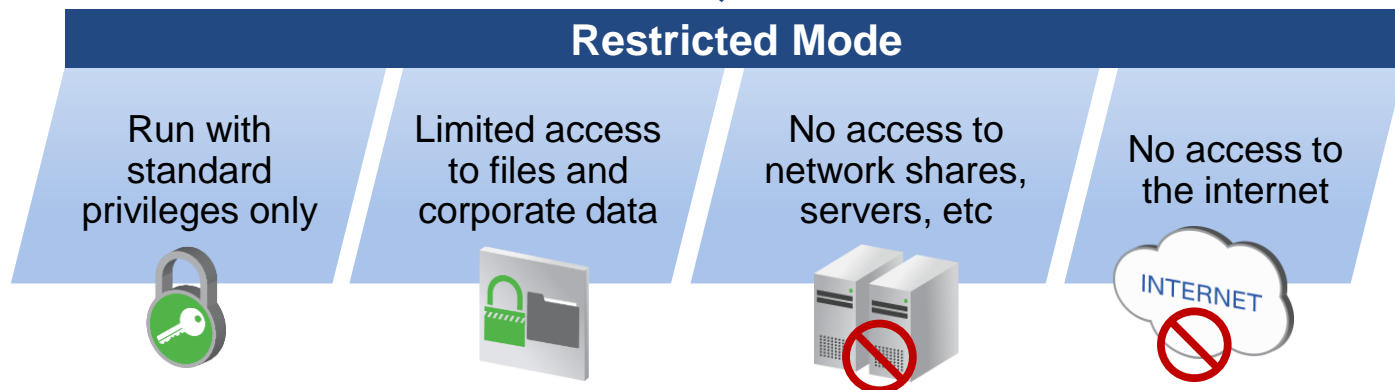 Restricted Mode
Run with
standard
privileges only
Limited access
to files and
corporate data
No access to
network shares,
servers, etc
No access to
the internet
INTERNET